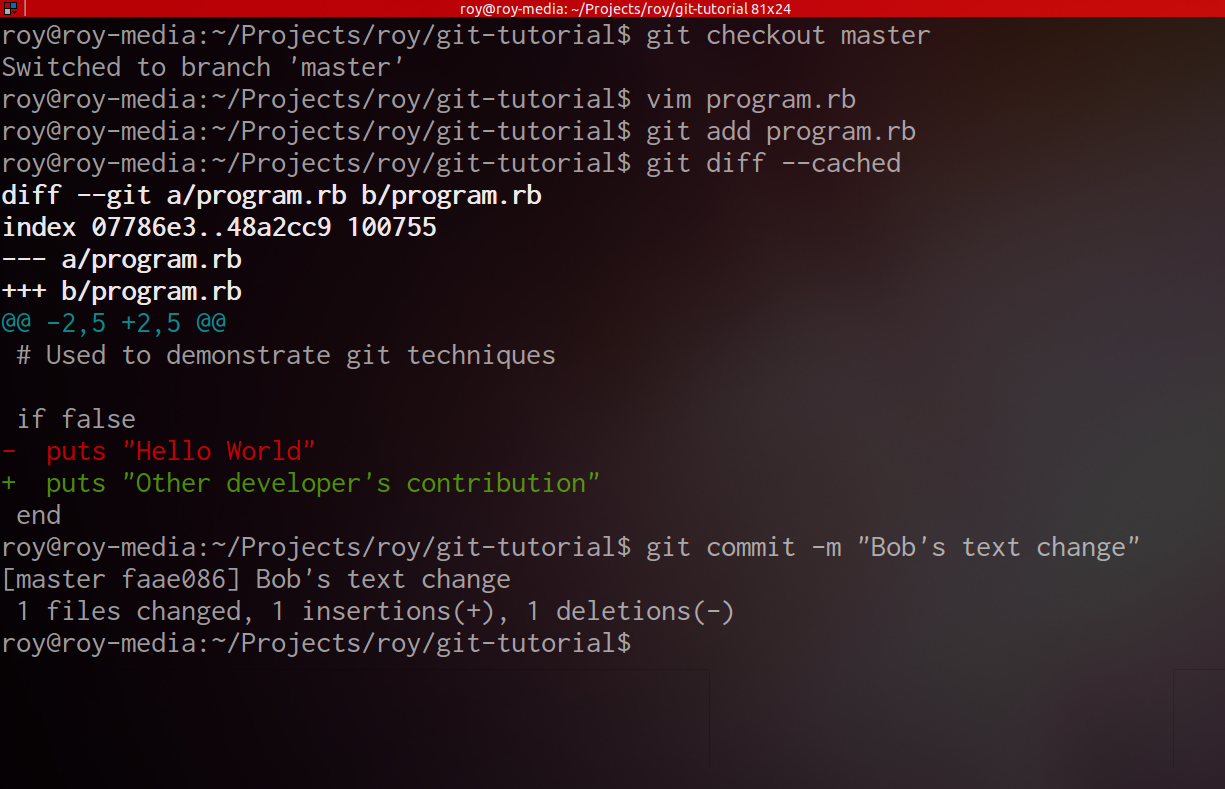 roy@roy-media: ~/Projects/roy/git-tutorial 81x24
roy@roy-media:~/Projects/roy/git-tutorial$ git checkout master
Switched to branch 'master'
roy@roy-media:~/Projects/roy/git-tutorial$ vim program.rb
roy@roy-media:~/Projects/roy/git-tutorial$ git add program.rb
roy@roy-media:~/Projects/roy/git-tutorial$ git diff --cached
diff --git a/program.rb b/program.rb
index 07786e3..48a2cc9 100755
--- a/program.rb
+++ b/program.rb
@@ -2,5 +2,5 @@
 # Used to demonstrate git techniques
 if false
-  puts "Hello World"
+  puts "Other developer's contribution"
 end
roy@roy-media:~/Projects/roy/git-tutorial$ git commit -m "Bob's text change"
[master faae086] Bob's text change
 1 files changed, 1 insertions(+), 1 deletions(-)
roy@roy-media:~/Projects/roy/git-tutorial$